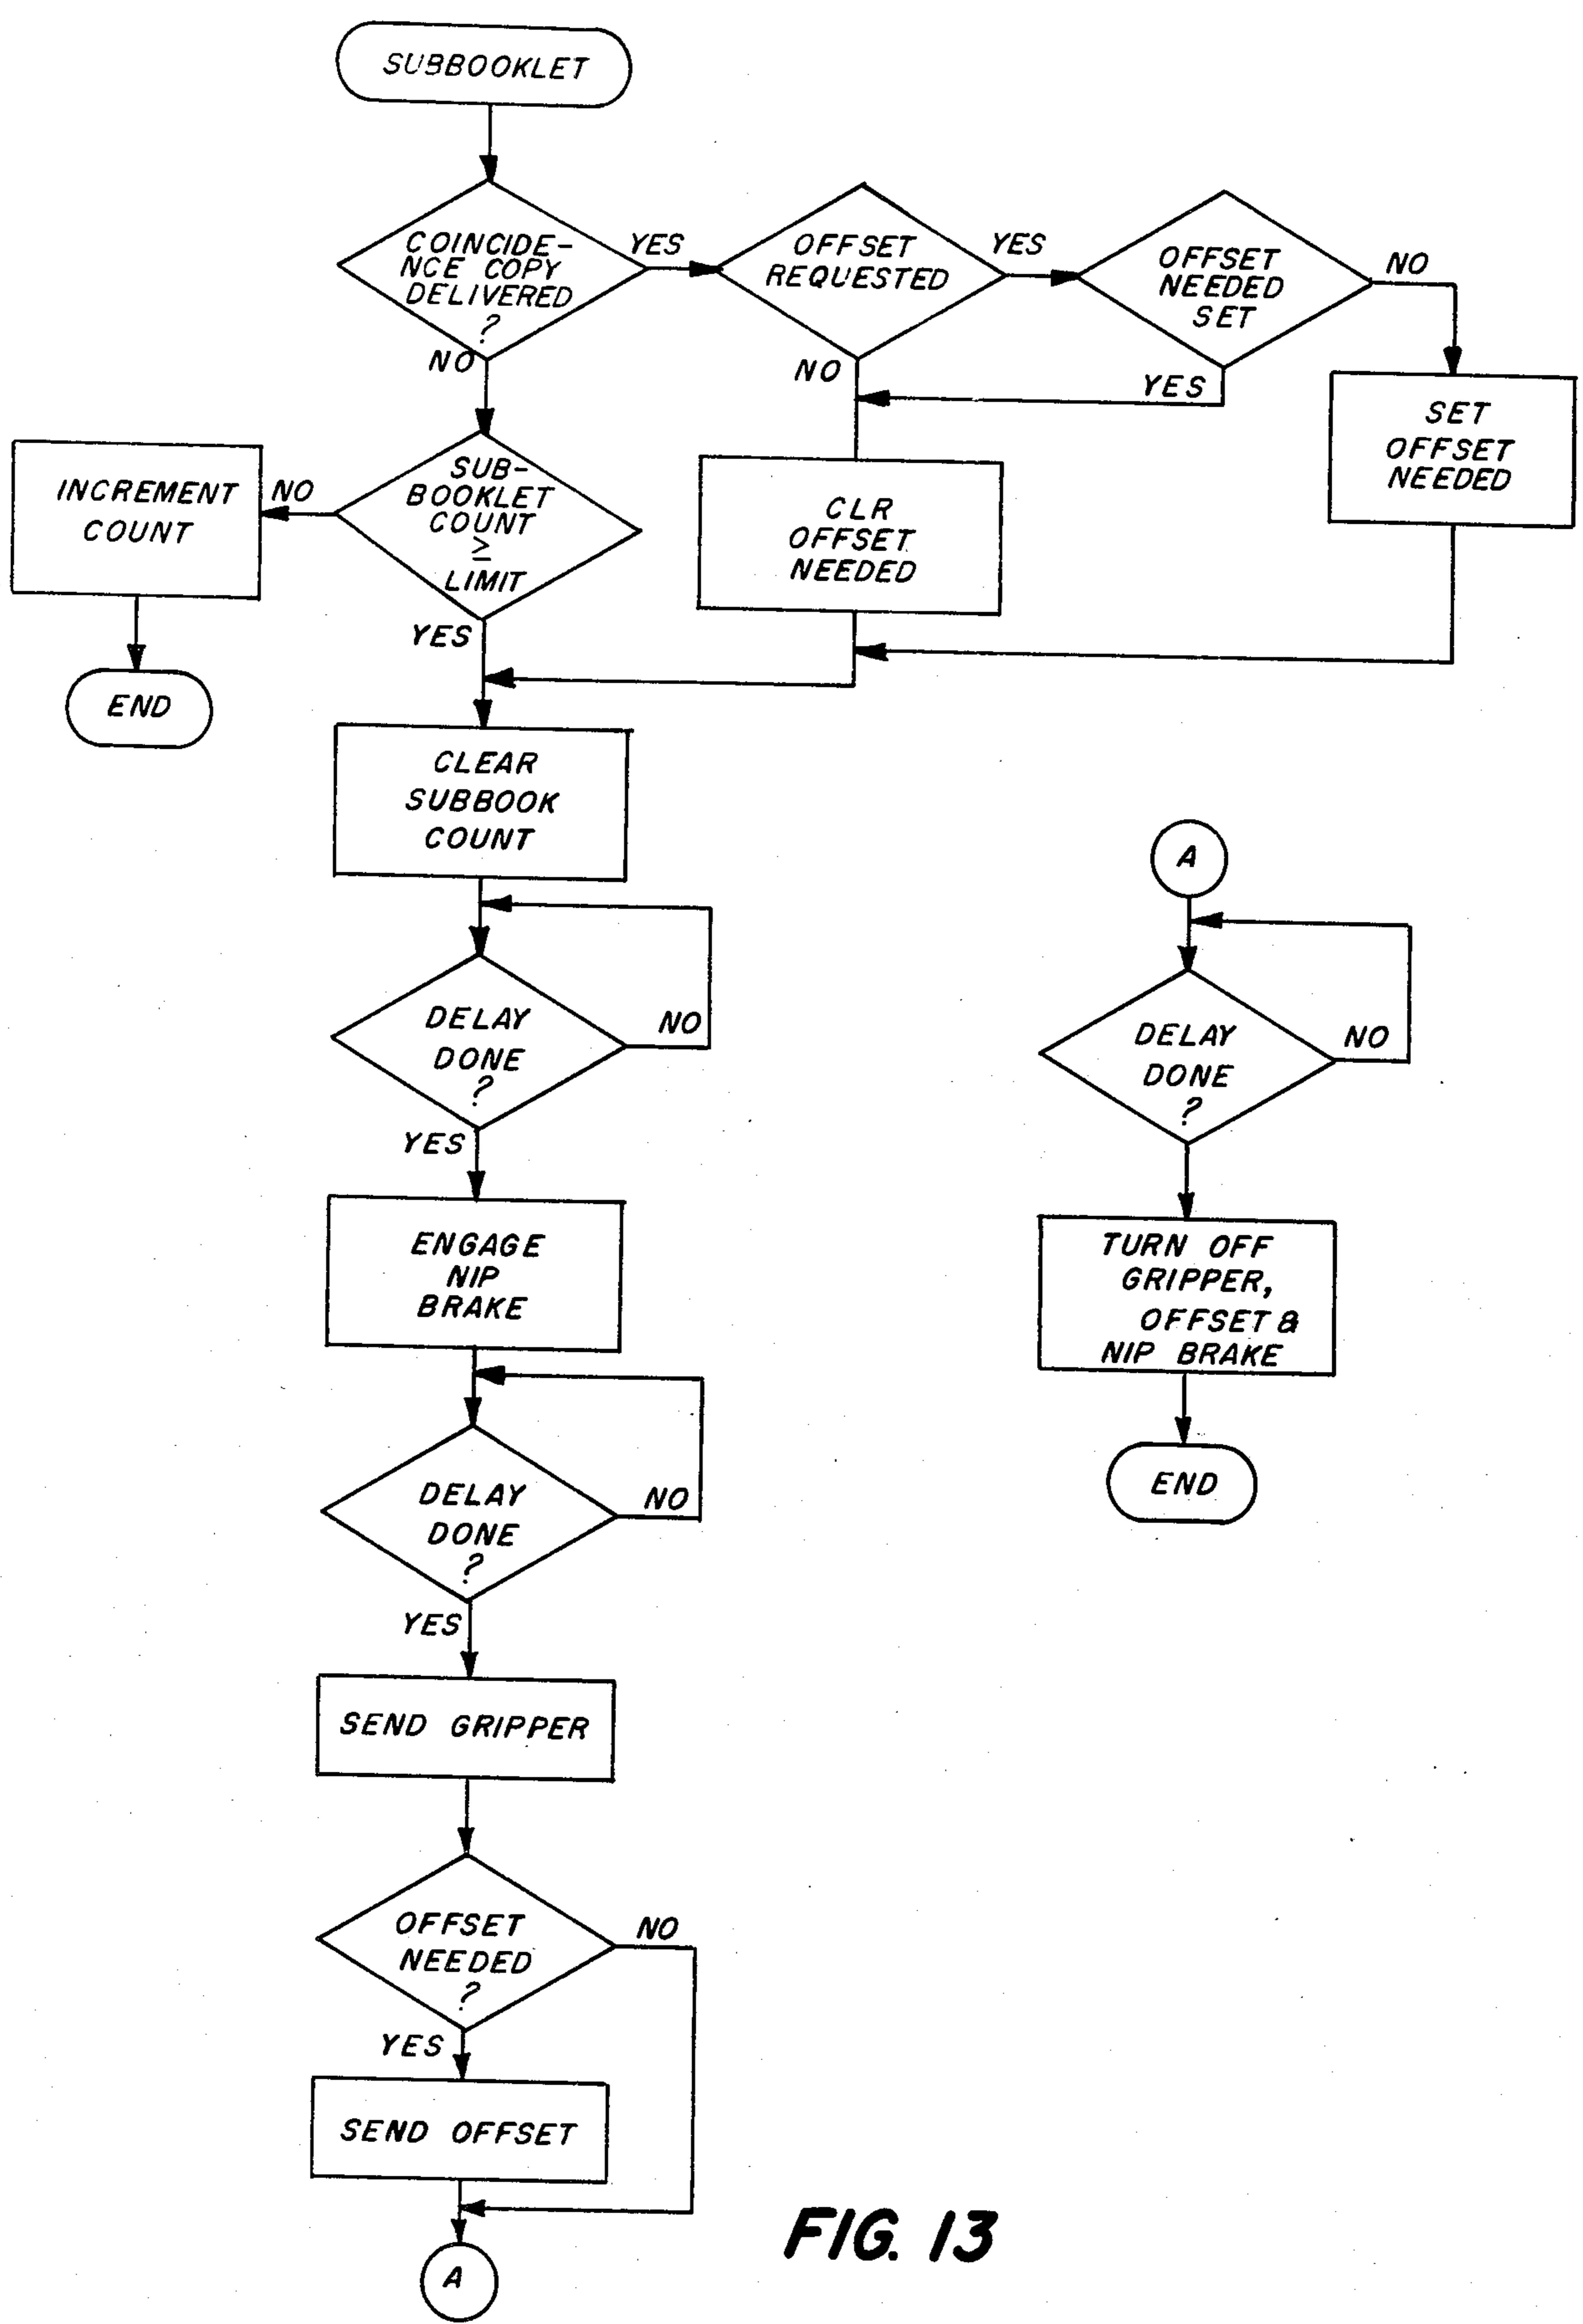 SUBBOOKLET
COINCIDE-
NCE COPY
DELIVERED
?
YES
NO
OFFSET
REQUESTED
YES
NO
OFFSET
NEEDED
SET
NO
YES
SET
OFFSET
NEEDED
SUB-
BOOKLET
COUNT
≥
LIMIT
NO
YES
INCREMENT
COUNT
END
CLR
OFFSET
NEEDED
CLEAR
SUBBOOK
COUNT
DELAY
DONE
?
NO
YES
ENGAGE
NIP
BRAKE
DELAY
DONE
?
NO
YES
SEND GRIPPER
OFFSET
NEEDED
?
NO
YES
SEND OFFSET
A
A
DELAY
DONE
?
NO
TURN OFF
GRIPPER,
OFFSET &
NIP BRAKE
END
FIG. 13